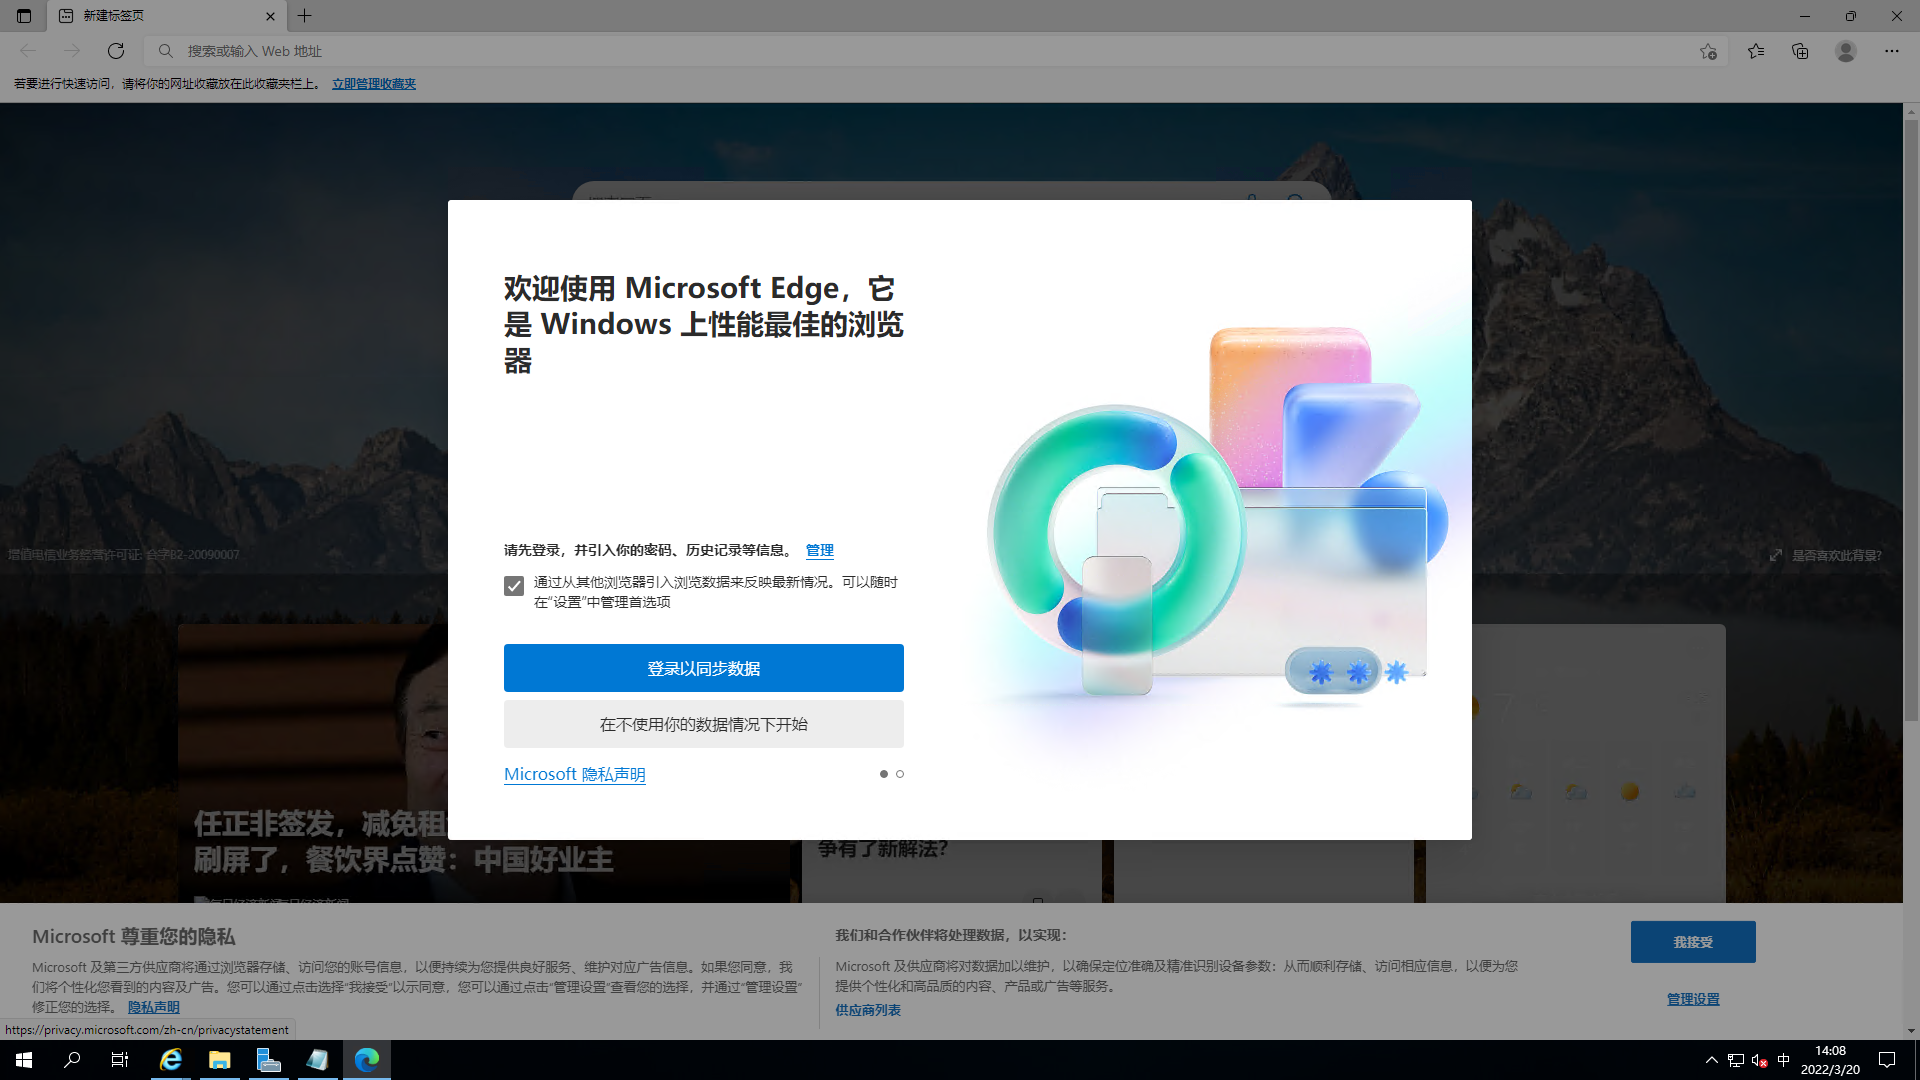 新建标签页
搜索或输入 Web 地址
若要进行快速访问，请将你的网址收藏放在此收藏夹栏上。 立即管理收藏夹
欢迎使用 Microsoft Edge，它
是 Windows 上性能最佳的浏览
器
增值电信业务经营许可证: 合字B2-20090007
是否喜欢此背景?
请先登录，并引入你的密码、历史记录等信息。 管理
通过从其他浏览器引入浏览数据来反映最新情况。可以随时
在“设置”中管理首选项
登录以同步数据
在不使用你的数据情况下开始
Microsoft 隐私声明
任正非签发，减免租
刷屏了，餐饮界点赞：中国好业主
争有了新解法?
Microsoft 尊重您的隐私
Microsoft 及第三方供应商将通过浏览器存储、访问您的账号信息，以便持续为您提供良好服务、维护对应广告信息。如果您同意，我
们将个性化您看到的内容及广告。您可以通过点击选择“我接受”以示同意，您可以通过点击“管理设置”查看您的选择，并通过“管理设置”
修正您的选择。 隐私声明
我们和合作伙伴将处理数据，以实现：
Microsoft 及供应商将对数据加以维护，以确保定位准确及精准识别设备参数：从而顺利存储、访问相应信息，以便为您
提供个性化和高品质的内容、产品或广告等服务。
供应商列表
我接受
管理设置
https://privacy.microsoft.com/zh-cn/privacystatement
中
14:08
2022/3/20